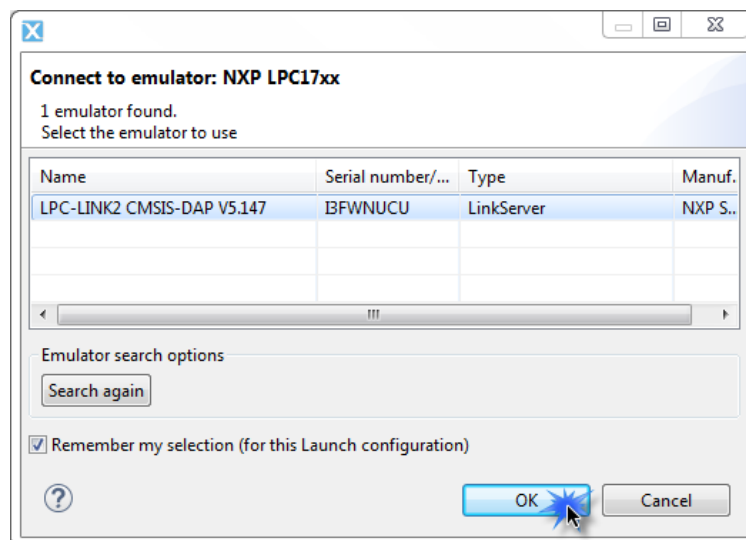 Connect to emulator: NXP LPC17xx
1 emulator found.
Select the emulator to use
Name Serial number/... Type Manuf.
LPC-LINK2 CMSIS-DAP V5.147 I3FWNUCU LinkServer NXP S..
Emulator search options
Search again
Remember my selection (for this Launch configuration)
OK Cancel